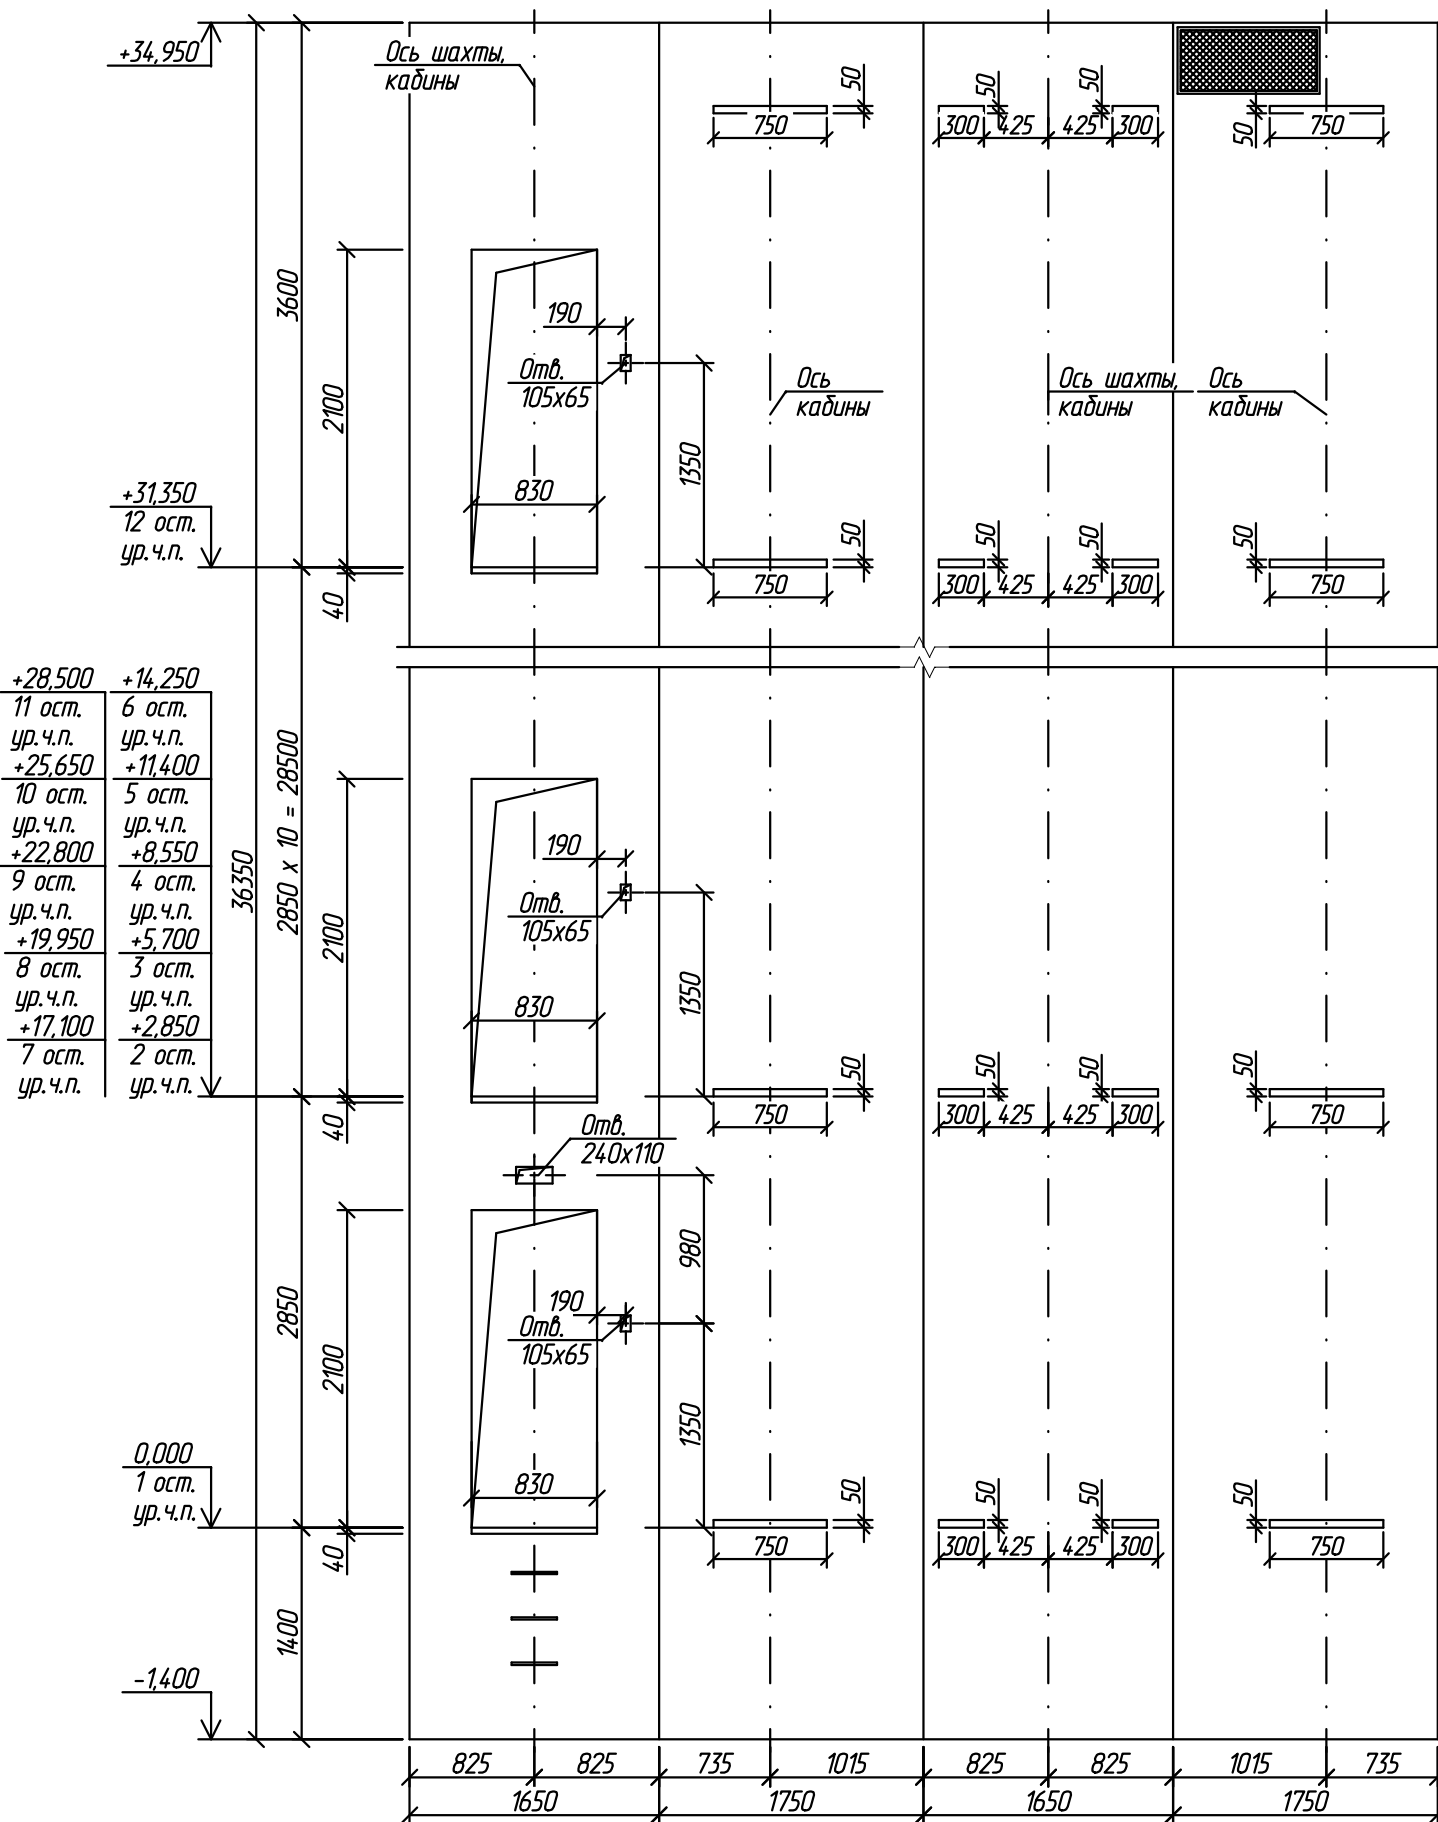 +34,950
Ось шахты,
кабины
50
50
50
50
750
300
425
425
300
750
3600
190
Отв.
105х65
2100
Ось
кабины
Ось шахты,
кабины
Ось
кабины
1350
830
+31,350
12 ост.
ур.ч.п.
50
50
50
50
40
750
300
425
425
300
750
+28,500
11 ост.
ур.ч.п.
+25,650
10 ост.
ур.ч.п.
+22,800
9 ост.
ур.ч.п.
+19,950
8 ост.
ур.ч.п.
+17,100
7 ост.
ур.ч.п.
+14,250
6 ост.
ур.ч.п.
+11,400
5 ост.
ур.ч.п.
+8,550
4 ост.
ур.ч.п.
+5,700
3 ост.
ур.ч.п.
+2,850
2 ост.
ур.ч.п.
36350
2850 х 10 = 28500
2100
190
Отв.
105х65
830
1350
50
50
50
50
40
750
300
425
425
300
750
Отв.
240х110
980
2850
2100
190
Отв.
105х65
1350
830
0,000
1 ост.
ур.ч.п.
50
50
50
50
40
750
300
425
425
300
750
1400
-1,400
825
825
735
1015
825
825
1015
735
1650
1750
1650
1750